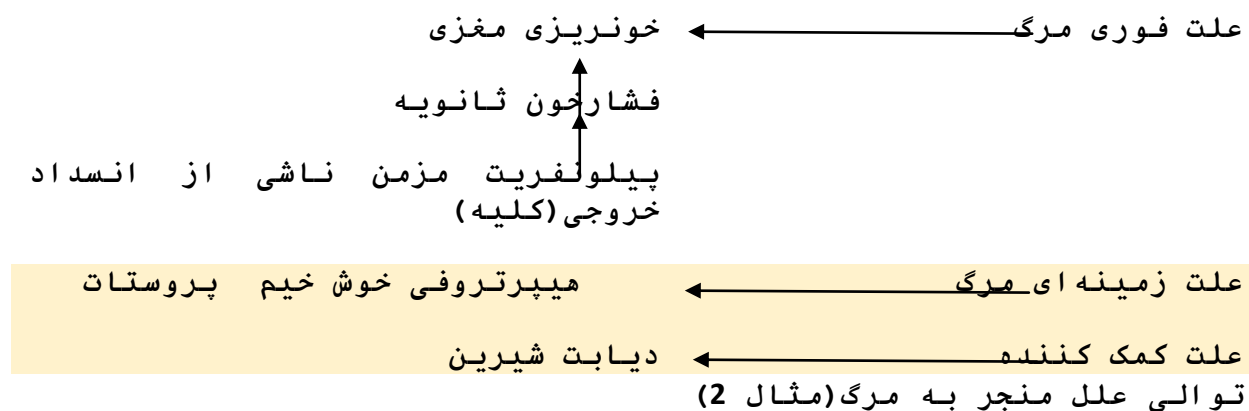 علت فوری مرگ خونریزی مغزی
فشارخون ثانویه
پیلونفریت مزمن ناشی از انسداد
خروجی(کلیه)
علت زمینه ای مرگ هیپرتروفی خوش خیم پروستات
علت کمک کننده دیابت شیرین
توالی علل منجر به مرگ(مثال 2)